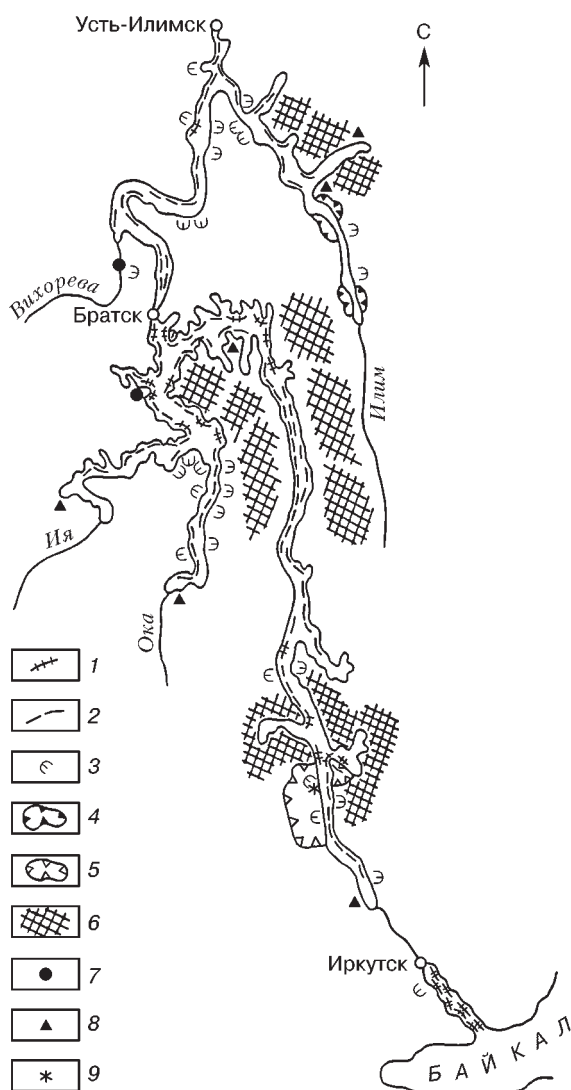 Усть-Илимск
С
Вихорева
Братск
Илим
Ия
Ока
1
2
3
4
5
6
7
8
9
Иркутск
БАЙКАЛ